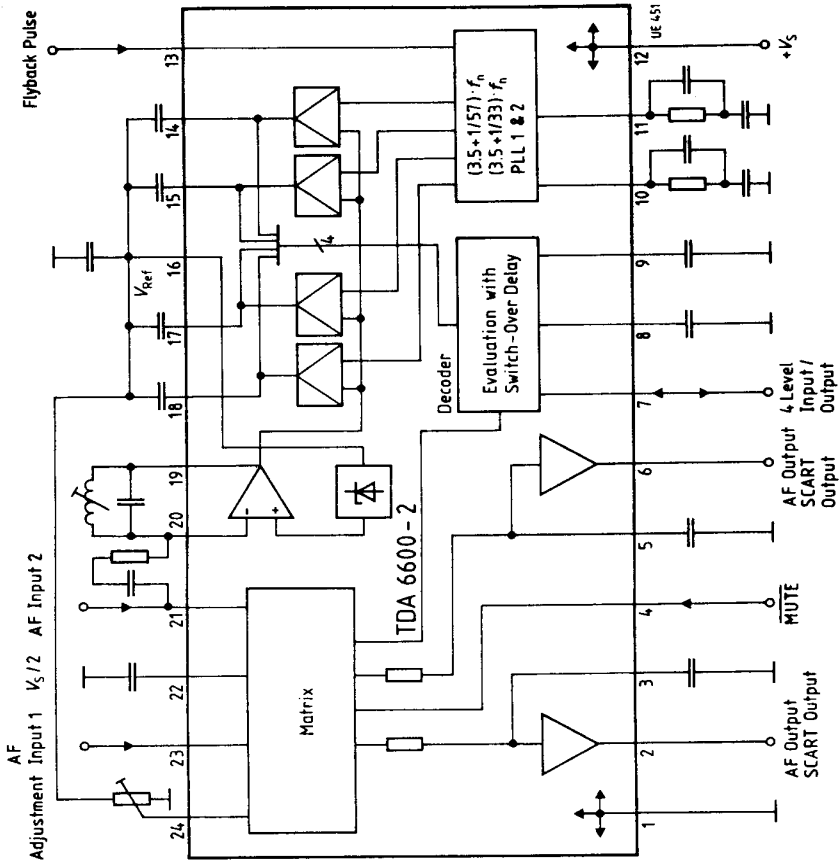 AF
Adjustment Input 1 V_S/2 AF Input 2
Flyback Pulse
24
23
22
21
20
19
18
17
16
15
14
13
V_Ref
Matrix
TDA 6600-2
-
+
4
Decoder
Evaluation with
Switch-Over Delay
(3.5+1/57)·f_n
(3.5+1/33)·f_n
PLL 1 & 2
UE 451
1
2
3
4
5
6
7
8
9
10
11
12
AF Output
SCART Output
MUTE
AF Output
SCART
Output
4 Level
Input /
Output
+V_S